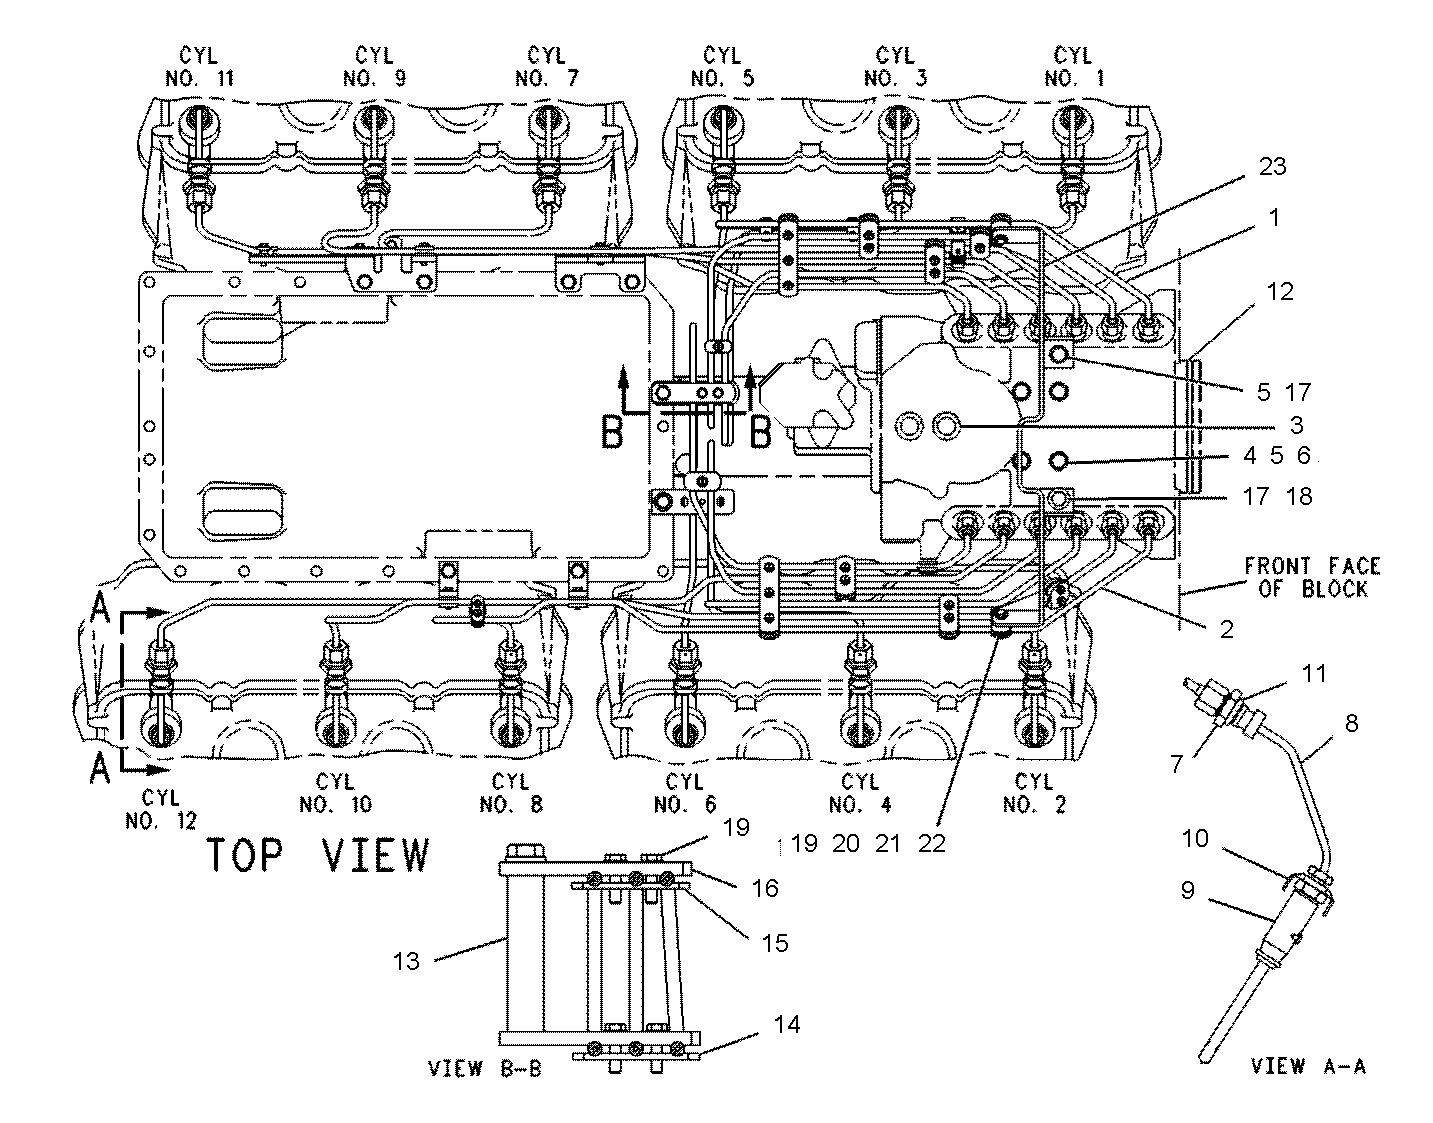 CYL NO. 11
CYL NO. 9
CYL NO. 7
CYL NO. 5
CYL NO. 3
CYL NO. 1
23
1
12
5 17
3
4 5 6
17 18
B B
FRONT FACE
OF BLOCK
A
2
11
8
7
A
CYL NO. 12
CYL NO. 10
CYL NO. 8
CYL NO. 6
CYL NO. 4
CYL NO. 2
TOP VIEW
19
19 20 21 22
10
16
9
15
13
14
VIEW B-B
VIEW A-A